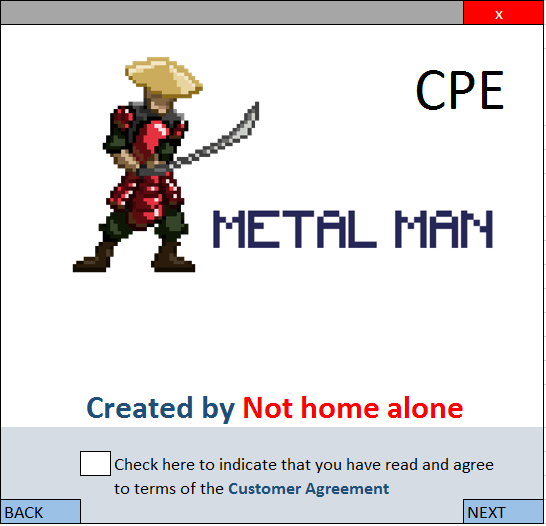 x
CPE
METAL MAN
Created by Not home alone
Check here to indicate that you have read and agree
to terms of the Customer Agreement
BACK
NEXT